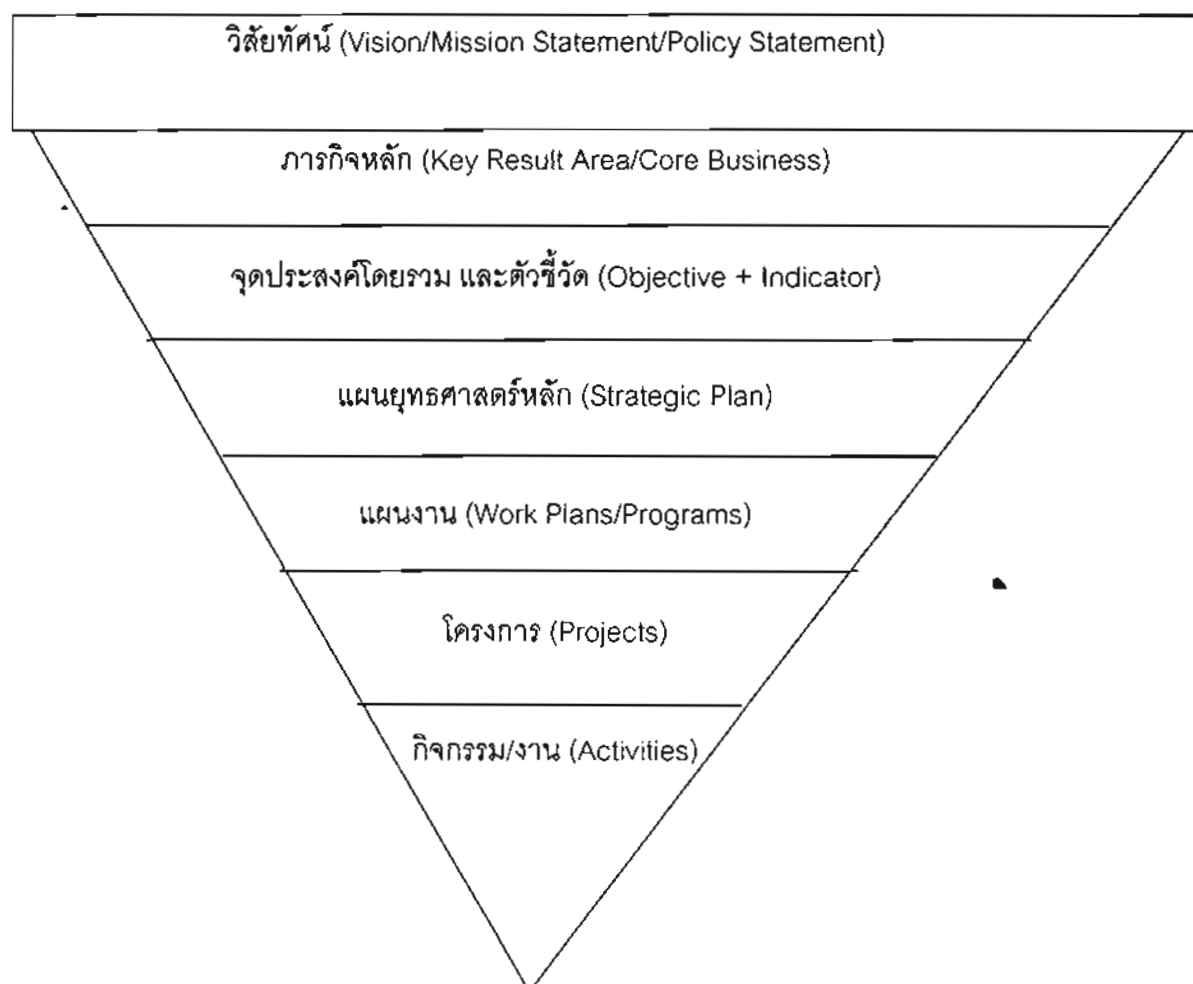 วิสัยทัศน์ (Vision/Mission Statement/Policy Statement)
ภารกิจหลัก (Key Result Area/Core Business)
จุดประสงค์โดยรวม และตัวชี้วัด (Objective + Indicator)
แผนยุทธศาสตร์หลัก (Strategic Plan)
แผนงาน (Work Plans/Programs)
โครงการ (Projects)
กิจกรรม/งาน (Activities)